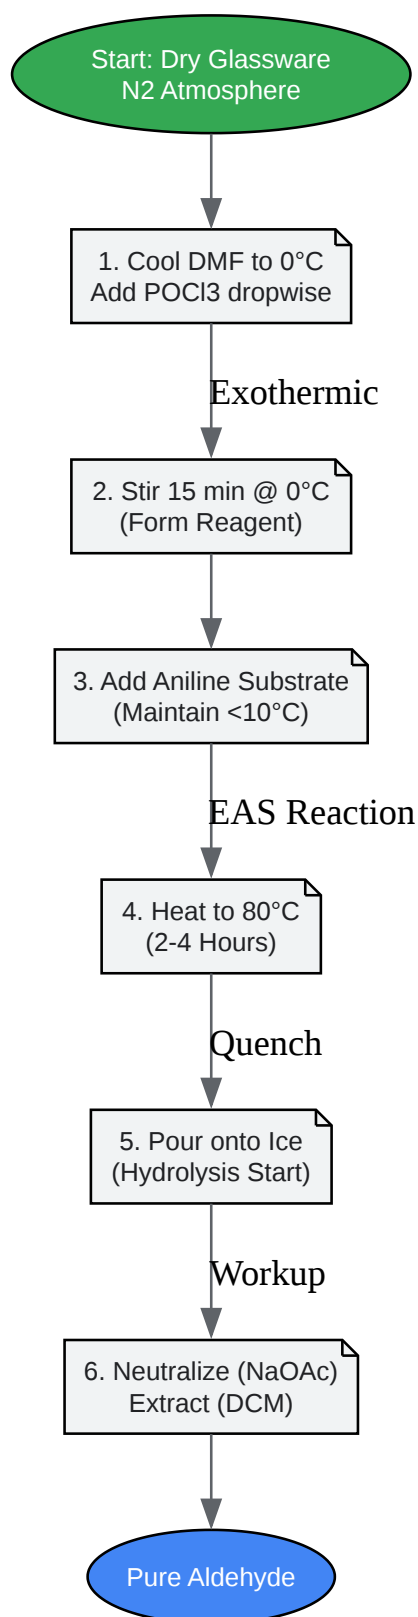 Start: Dry Glassware
N2 Atmosphere
1. Cool DMF to 0°C
Add POCl3 dropwise
Exothermic
2. Stir 15 min @ 0°C
(Form Reagent)
3. Add Aniline Substrate
(Maintain <10°C)
EAS Reaction
4. Heat to 80°C
(2-4 Hours)
Quench
5. Pour onto Ice
(Hydrolysis Start)
Workup
6. Neutralize (NaOAc)
Extract (DCM)
Pure Aldehyde